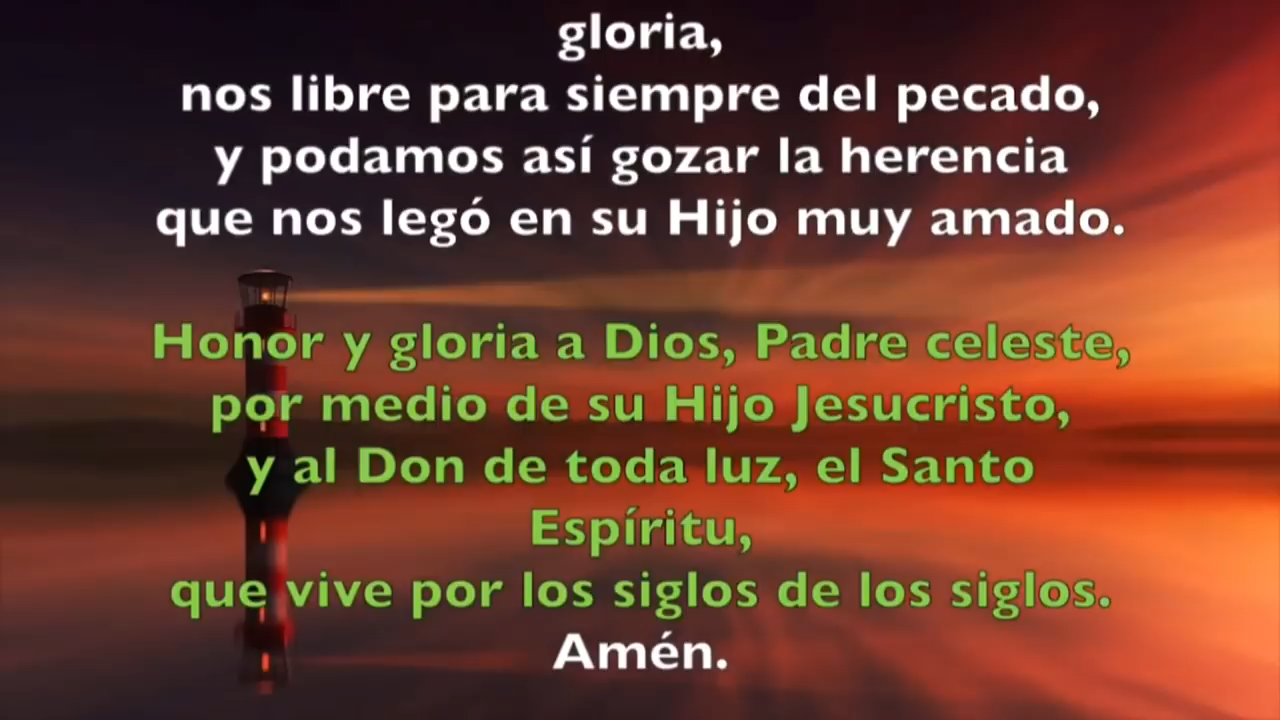 gloria,
nos libre para siempre del pecado,
y podamos así gozar la herencia
que nos legó en su Hijo muy amado.
Honor y gloria a Dios, Padre celeste,
por medio de su Hijo Jesucristo,
y al Don de toda luz, el Santo
Espíritu,
que vive por los siglos de los siglos.
Amén.